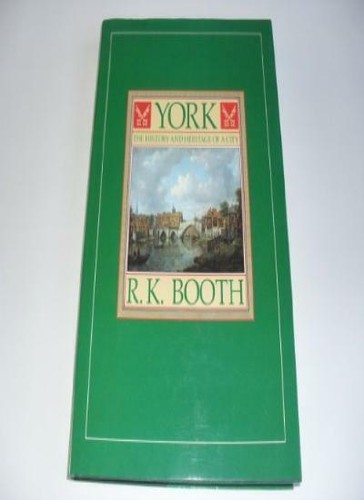 YORK
THE HISTORY AND HERITAGE OF A CITY
R. K. BOOTH